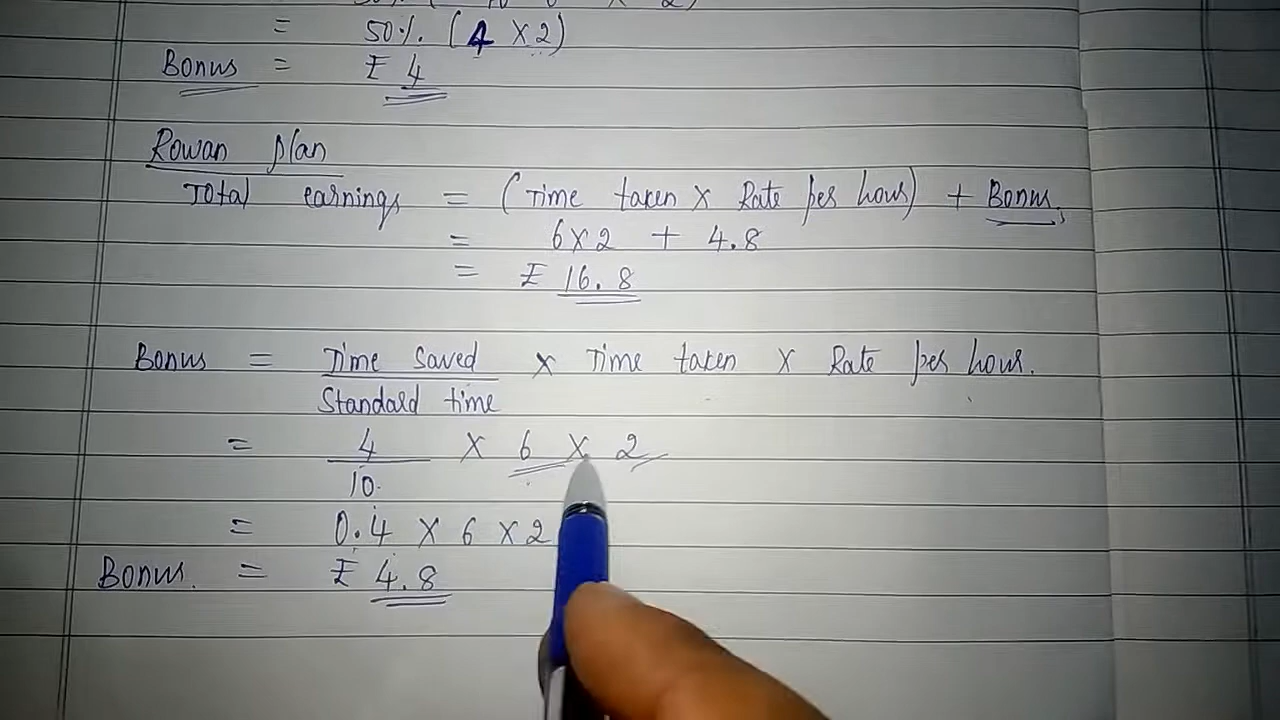 = 50% (4 X 2)
Bonus = ₹ 4
Rowan plan
Total earnings = (Time taken X Rate per hour) + Bonus,
= 6X2 + 4.8
= ₹ 16.8
Bonus = Time Saved X Time taken X Rate per hour.
Standard time
= 4 X 6 X 2
10.
= 0.4 X 6 X 2
Bonus. = ₹ 4.8